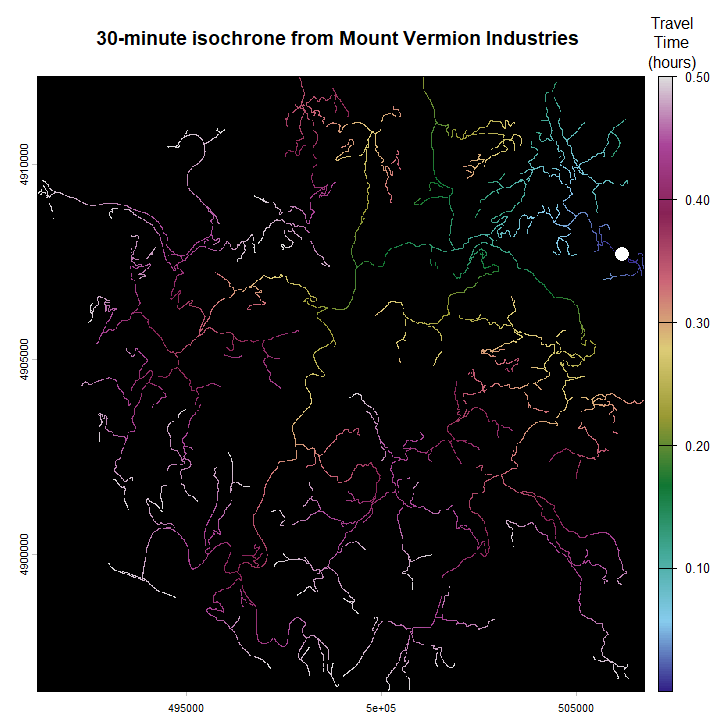 30-minute isochrone from Mount Vermion Industries
Travel
Time
(hours)
0.50
0.40
0.30
0.20
0.10
4910000
4905000
4900000
495000
5e+05
505000